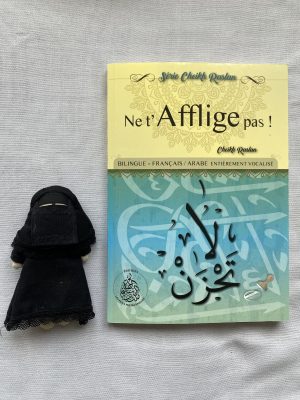 Série Cheikh Raslan
Ne t'Afflige pas !
Cheikh Raslan
BILINGUE - FRANÇAIS / ARABE ENTIÈREMENT VOCALISÉ
لَا
تَحْزَنْ